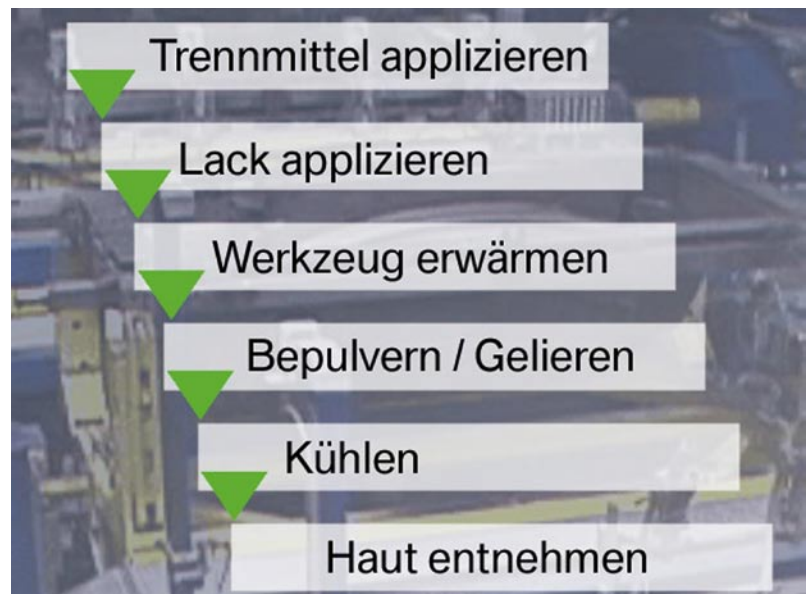 Trennmittel applizieren
Lack applizieren
Werkzeug erwärmen
Bepulvern / Gelieren
Kühlen
Haut entnehmen